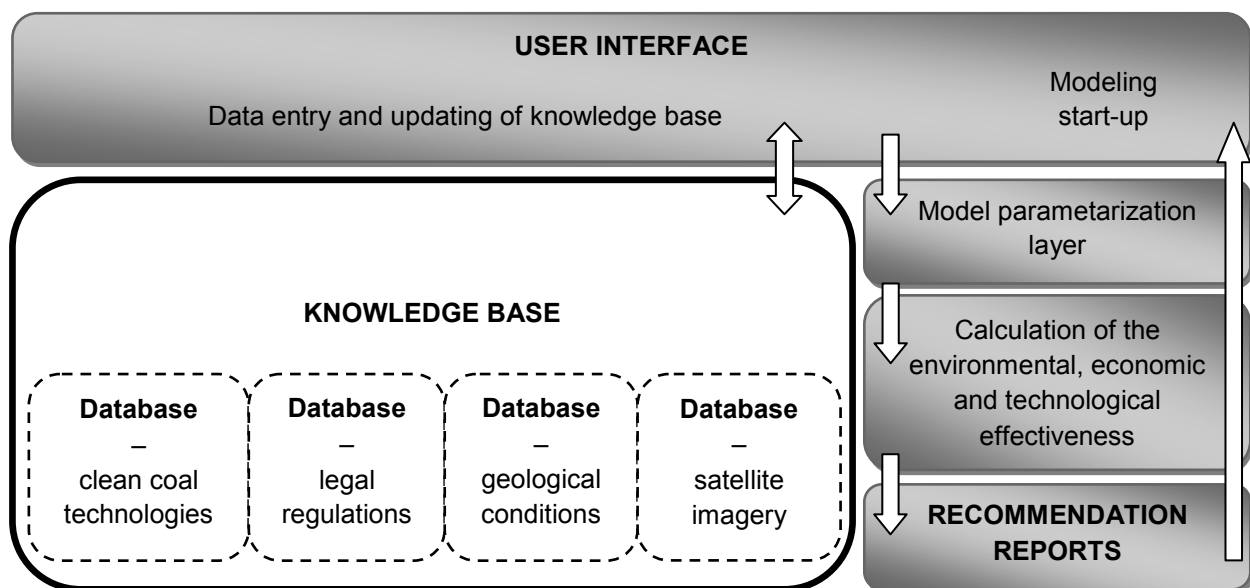 USER INTERFACE
Data entry and updating of knowledge base
Modeling
start-up
Model parametarization
layer
Calculation of the
environmental, economic
and technological
effectiveness
RECOMMENDATION
REPORTS
KNOWLEDGE BASE
Database
–
clean coal
technologies
Database
–
legal
regulations
Database
–
geological
conditions
Database
–
satellite
imagery